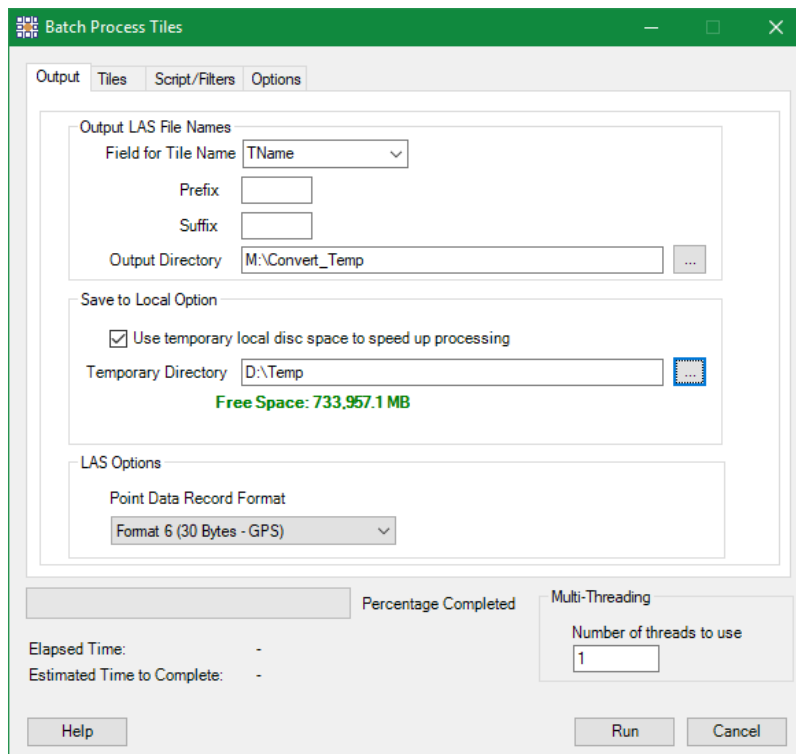 Batch Process Tiles
Output Tiles Script/Filters Options
Output LAS File Names
Field for Tile Name TName
Prefix
Suffix
Output Directory M:\Convert_Temp ...
Save to Local Option
Use temporary local disc space to speed up processing
Temporary Directory D:\Temp ...
Free Space: 733,957.1 MB
LAS Options
Point Data Record Format
Format 6 (30 Bytes - GPS)
Percentage Completed
Multi-Threading
Number of threads to use
1
Elapsed Time: -
Estimated Time to Complete: -
Help Run Cancel